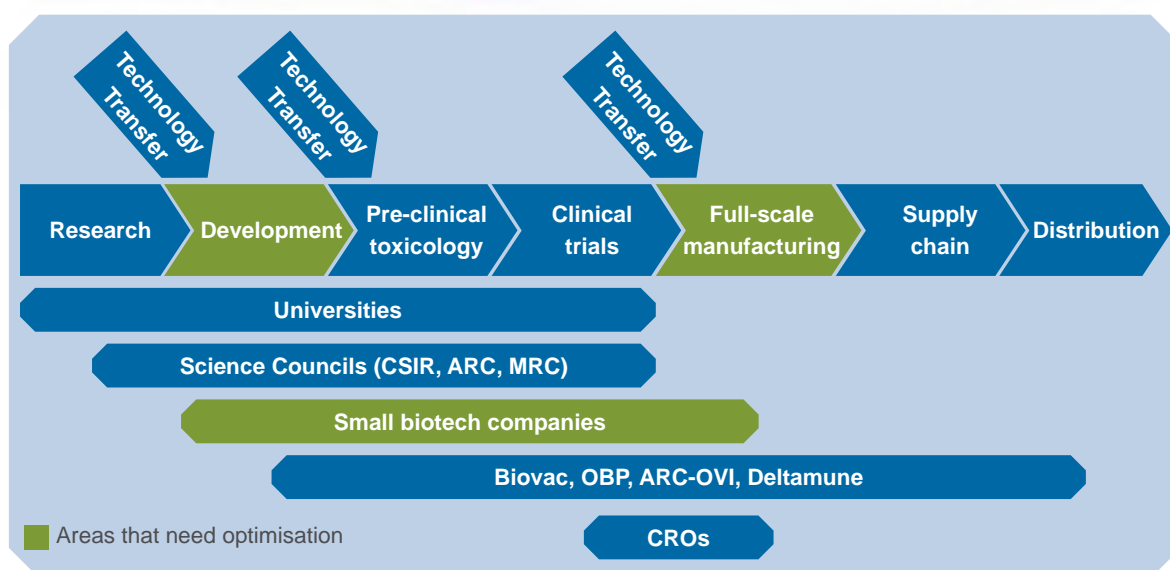 Technology
Transfer
Technology
Transfer
Technology
Transfer
Research
Development
Pre-clinical
toxicology
Clinical
trials
Full-scale
manufacturing
Supply
chain
Distribution
Universities
Science Councils (CSIR, ARC, MRC)
Small biotech companies
Biovac, OBP, ARC-OVI, Deltamune
CROs
Areas that need optimisation